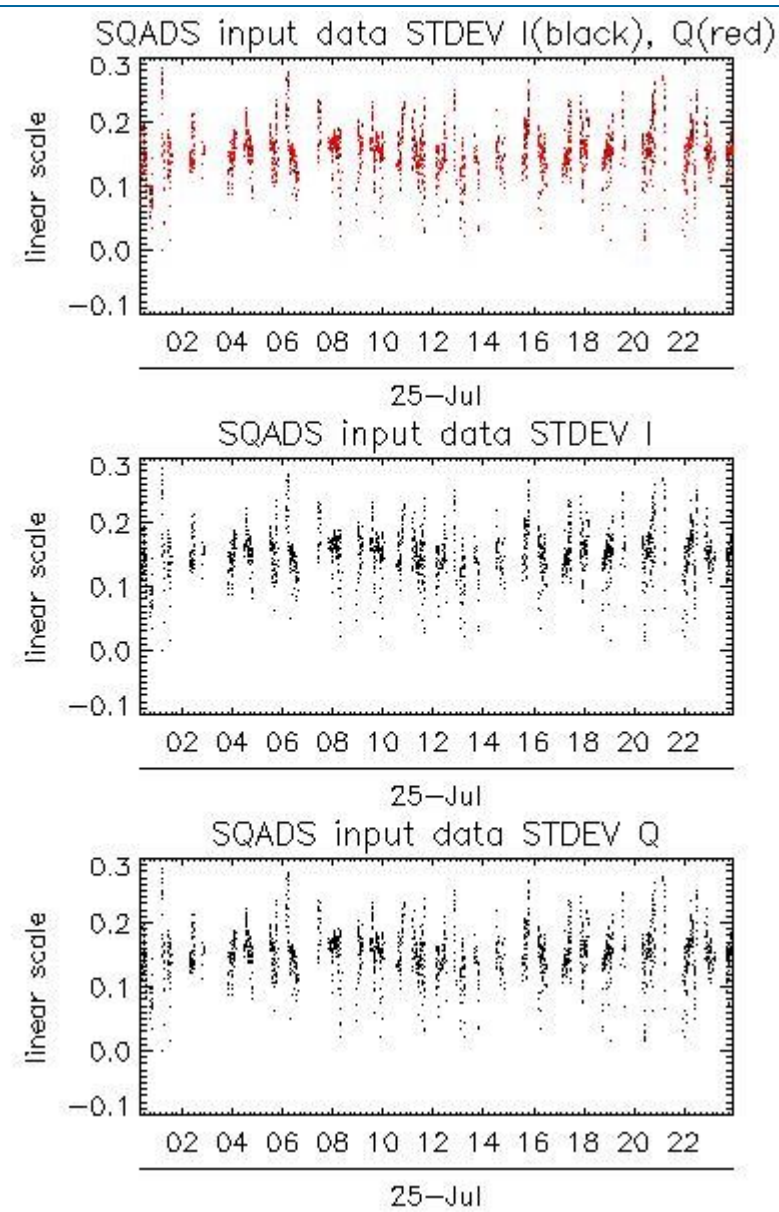 SQADS input data STDEV I(black), Q(red)
0.3
0.2
0.1
0.0
−0.1
linear scale
02 04 06 08 10 12 14 16 18 20 22
25−Jul
SQADS input data STDEV I
0.3
0.2
0.1
0.0
−0.1
linear scale
02 04 06 08 10 12 14 16 18 20 22
25−Jul
SQADS input data STDEV Q
0.3
0.2
0.1
0.0
−0.1
linear scale
02 04 06 08 10 12 14 16 18 20 22
25−Jul